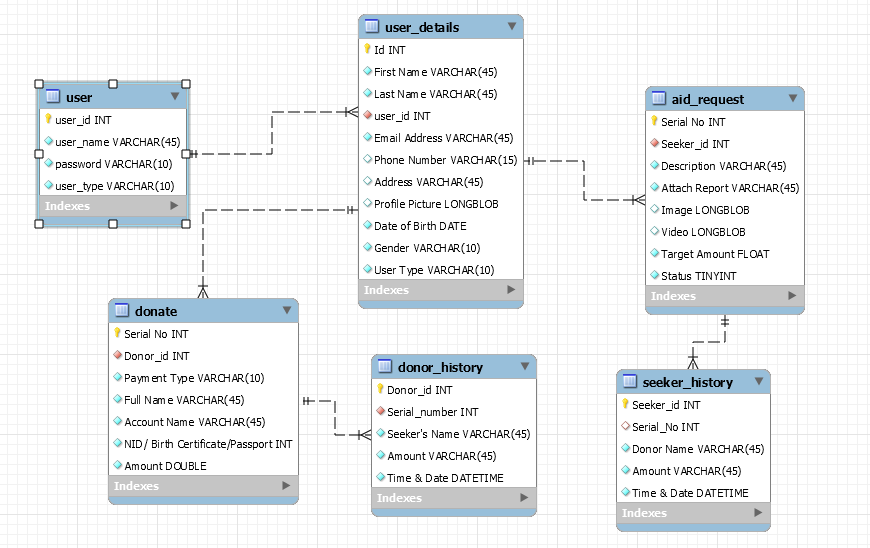 user_details
Id INT
First Name VARCHAR(45)
Last Name VARCHAR(45)
user_id INT
Email Address VARCHAR(45)
Phone Number VARCHAR(15)
Address VARCHAR(45)
Profile Picture LONGBLOB
Date of Birth DATE
Gender VARCHAR(10)
User Type VARCHAR(10)
Indexes
user
user_id INT
user_name VARCHAR(45)
password VARCHAR(10)
user_type VARCHAR(10)
Indexes
aid_request
Serial No INT
Seeker_id INT
Description VARCHAR(45)
Attach Report VARCHAR(45)
Image LONGBLOB
Video LONGBLOB
Target Amount FLOAT
Status TINYINT
Indexes
donate
Serial No INT
Donor_id INT
Payment Type VARCHAR(10)
Full Name VARCHAR(45)
Account Name VARCHAR(45)
NID/ Birth Certificate/Passport INT
Amount DOUBLE
Indexes
donor_history
Donor_id INT
Serial_number INT
Seeker's Name VARCHAR(45)
Amount VARCHAR(45)
Time & Date DATETIME
Indexes
seeker_history
Seeker_id INT
Serial_No INT
Donor Name VARCHAR(45)
Amount VARCHAR(45)
Time & Date DATETIME
Indexes